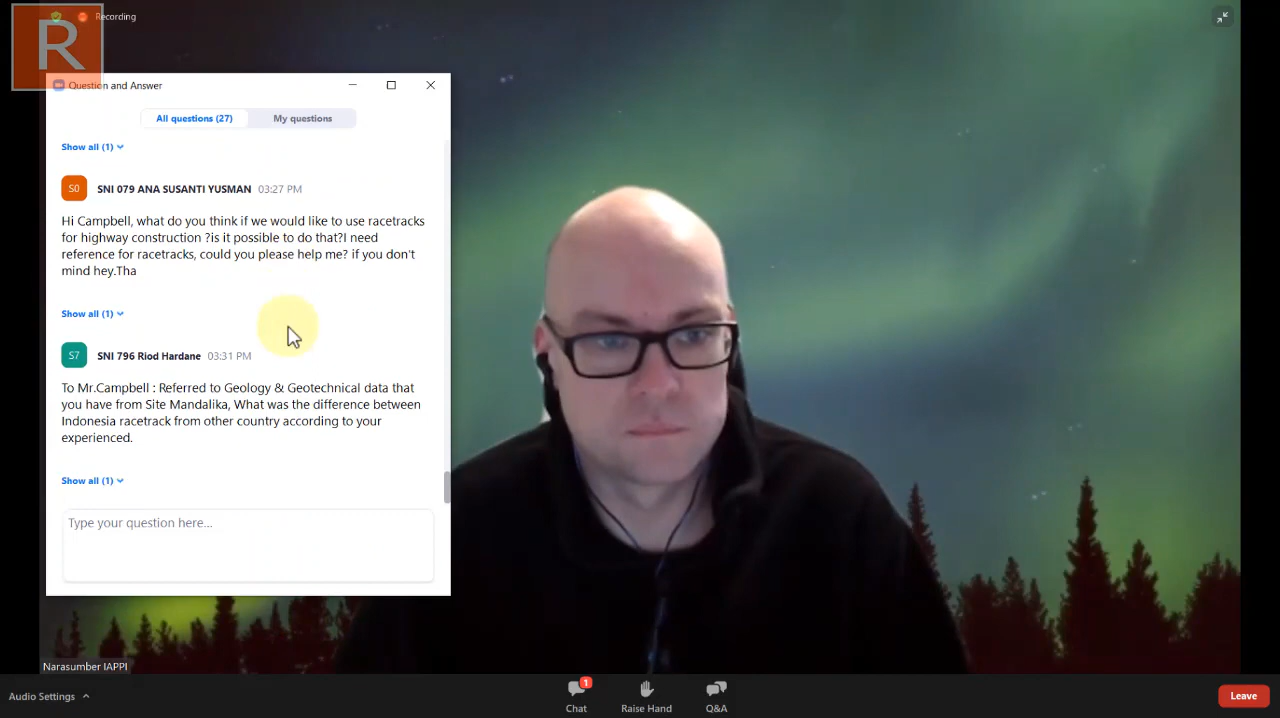 Recording
R
Question and Answer
All questions (27)
My questions
Show all (1)
S0
SNI 079 ANA SUSANTI YUSMAN 03:27 PM
Hi Campbell, what do you think if we would like to use racetracks
for highway construction ?is it possible to do that?I need
reference for racetracks, could you please help me? if you don't
mind hey.Tha
Show all (1)
S7
SNI 796 Riod Hardane 03:31 PM
To Mr.Campbell : Referred to Geology & Geotechnical data that
you have from Site Mandalika, What was the difference between
Indonesia racetrack from other country according to your
experienced.
Show all (1)
Type your question here...
Narasumber IAPPI
Audio Settings
1
Chat
Raise Hand
Q&A
Leave